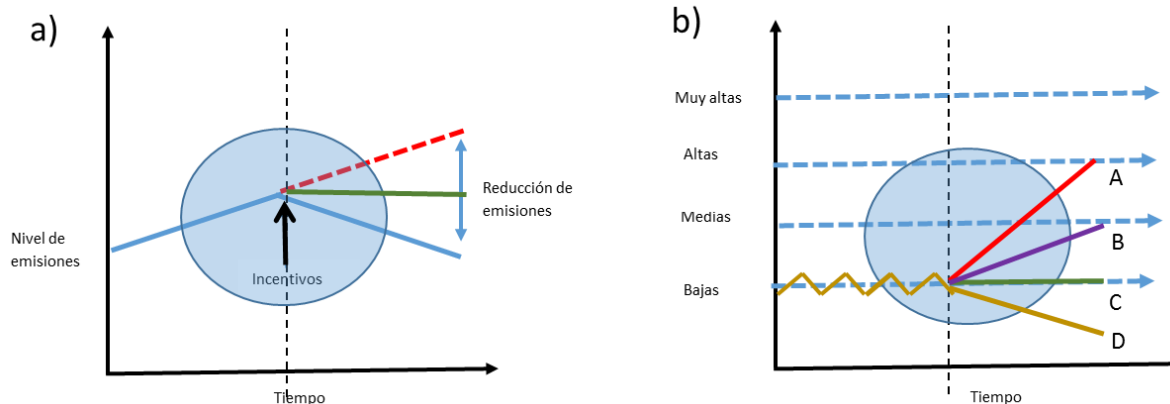 a)
Nivel de
emisiones
Incentivos
Reducción de
emisiones
Tiempo
b)
Muy altas
Altas
Medias
Bajas
A
B
C
D
Tiempo